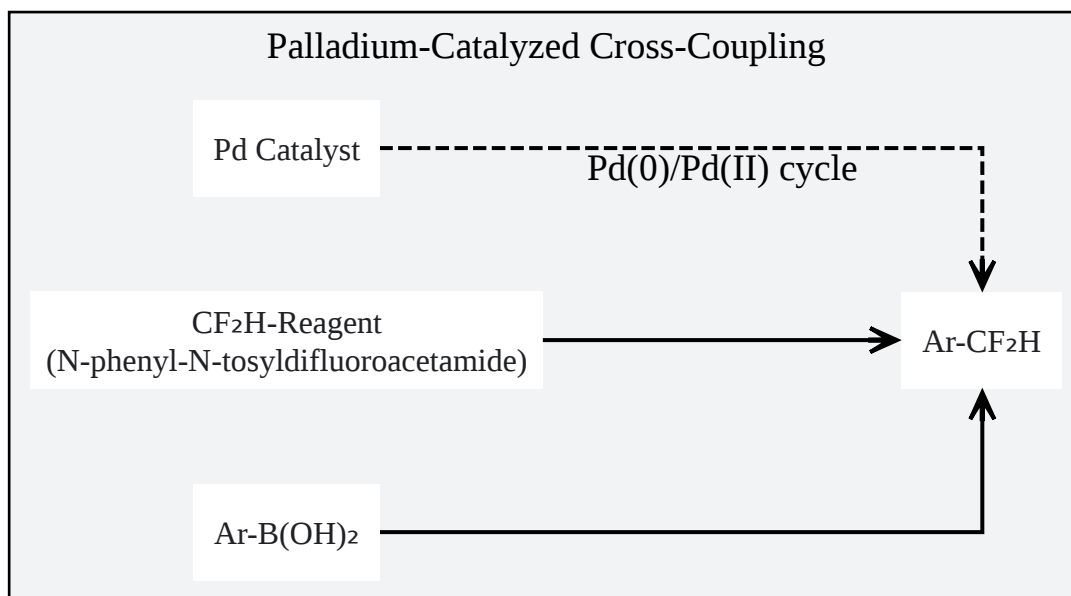 Palladium-Catalyzed Cross-Coupling
Pd Catalyst
Pd(0)/Pd(II) cycle
CF₂H-Reagent
(N-phenyl-N-tosyldifluoroacetamide)
Ar-CF₂H
Ar-B(OH)₂